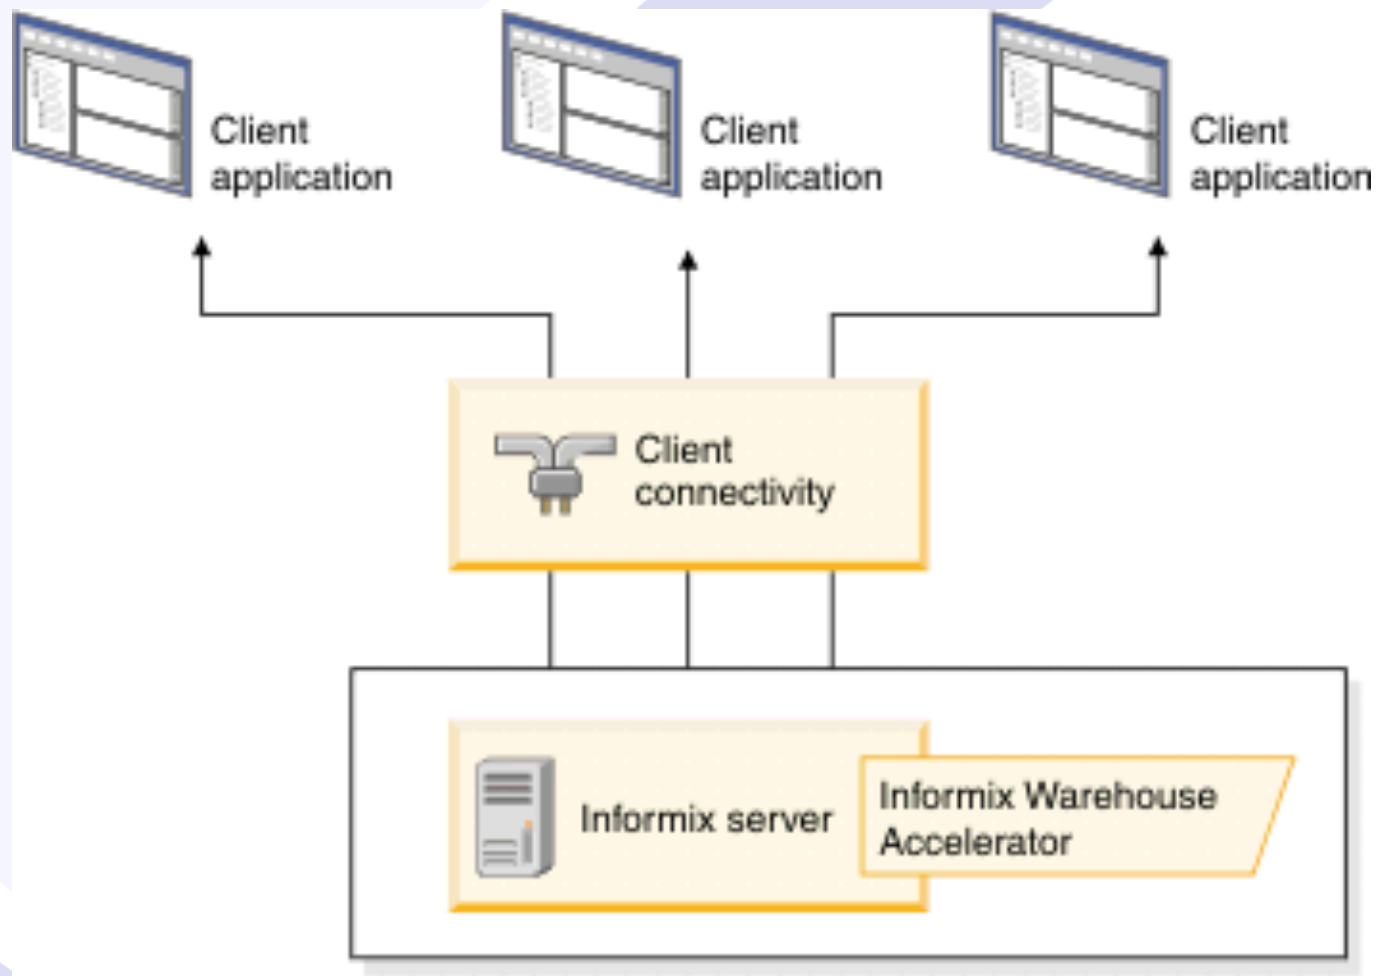 Client
application
Client
application
Client
application
Client
connectivity
Informix server
Informix Warehouse
Accelerator